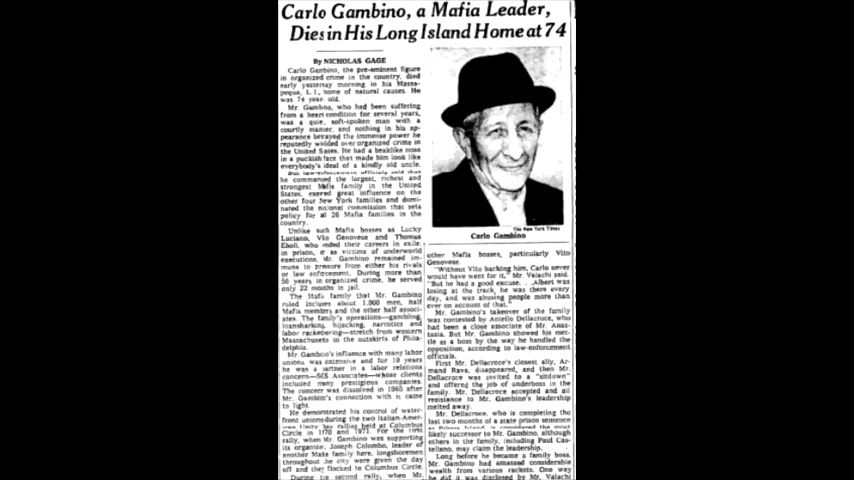 Carlo Gambino, a Mafia Leader,
Dies in His Long Island Home at 74
By NICHOLAS GAGE
Carlo Gambino, the pre-eminent figure
in organized crime in the country, died
early yesterday morning in his Massa-
pequa, L.I., home of natural causes. He
was 74 years old.
Mr. Gambino, who had been suffering
from a heart condition for several years,
was a quiet, soft-spoken man with a
courtly manner, and nothing in his ap-
pearance betrayed the immense power he
reputedly wielded over organized crime in
the United States. He had a beaklike nose
in a puckish face that made him look like
everybody's ideal of a kindly old uncle.
But law-enforcement officials said that
he commanded the largest, richest and
strongest Mafia family in the United
States, exerted great influence on the
other four New York families and domi-
nated the national commission that sets
policy for all 26 Mafia families in the
country.
Unlike such Mafia bosses as Lucky
Luciano, Vito Genovese and Thomas
Eboli, who ended their careers in exile,
in prison, or as victims of underworld
executions, Mr. Gambino remained im-
mune to pressure from either his rivals
or law enforcement. During more than
50 years in organized crime, he served
only 22 months in jail.
The Mafia family that Mr. Gambino
ruled includes about 1,000 men, half
Mafia members and the other half associ-
ates. The family's operations—gambling,
loansharking, hijacking, narcotics and
labor racketeering—stretch from western
Massachusetts to the outskirts of Phila-
delphia.
Mr. Gambino's influence with many labor
unions was extensive and for 10 years
he was a partner in a labor relations
concern—SGS Associates—whose clients
included many prestigious companies.
The concern was dissolved in 1965 after
Mr. Gambino's connection with it came
to light.
He demonstrated his control of water-
front unions during the two Italian-Amer-
ican Unity Day rallies held at Columbus
Circle in 1970 and 1971. For the first
rally, when Mr. Gambino was supporting
its organizer, Joseph Colombo, leader of
another Mafia family here, longshoremen
throughout the city were given the day
off and they flocked to Columbus Circle.
During the second rally, when Mr.
The New York Times
Carlo Gambino
other Mafia bosses, particularly Vito
Genovese.
"Without Vito backing him, Carlo never
would have went for it," Mr. Valachi said.
"But he had a good excuse. . .Albert was
losing at the track, he was there every
day, and was abusing people more than
ever on account of that."
Mr. Gambino's takeover of the family
was contested by Aniello Dellacroce, who
had been a close associate of Mr. Anas-
tasia. But Mr. Gambino showed his met-
tle as a boss by the way he handled the
opposition, according to law-enforcement
officials.
First Mr. Dellacroce's closest ally, Ar-
mand Rava, disappeared, and then Mr.
Dellacroce was invited to a "sitdown"
and offered the job of underboss in the
family. Mr. Dellacroce accepted and all
resistance to Mr. Gambino's leadership
melted away.
Mr. Dellacroce, who is completing the
last two months of a state prison sentence
is considered the most
likely successor to Mr. Gambino, although
others in the family, including Paul Cas-
tellano, may claim the leadership.
Long before he became a family boss,
Mr. Gambino had amassed considerable
wealth from various rackets. One way
he did it was disclosed by Mr. Valachi